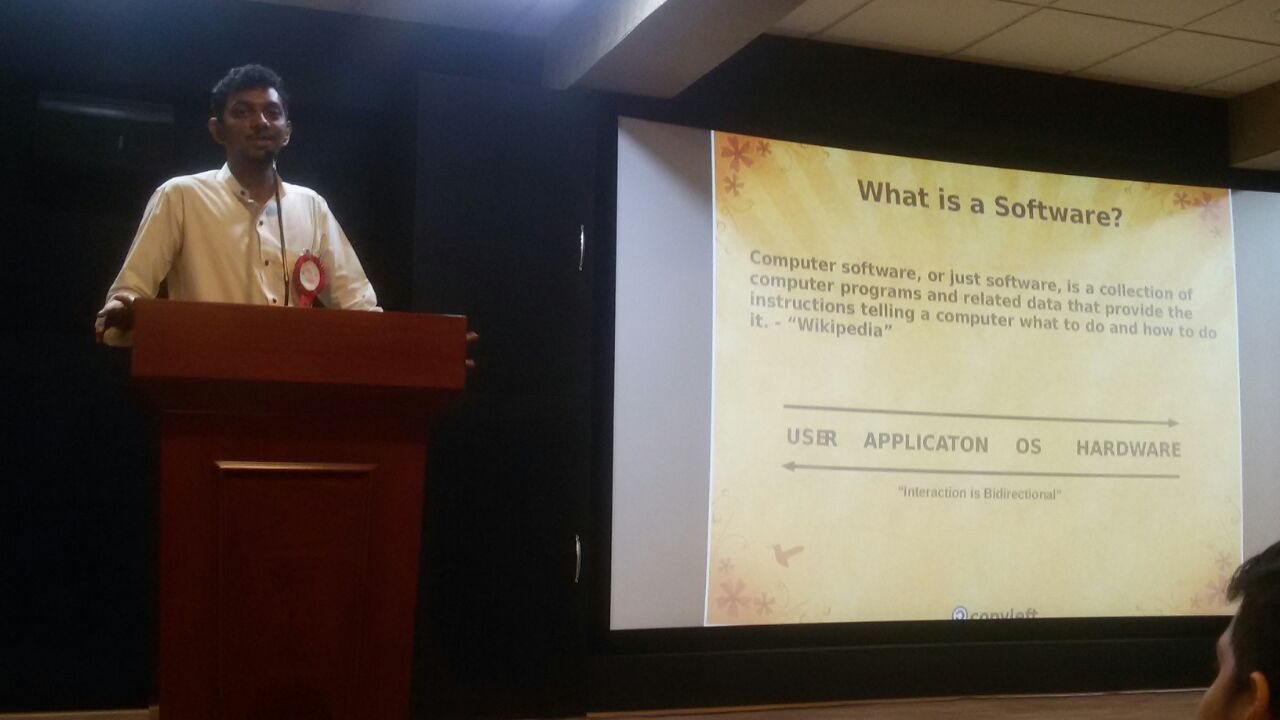 What is a Software?
Computer software, or just software, is a collection of
computer programs and related data that provide the
instructions telling a computer what to do and how to do
it. - “Wikipedia”
USER APPLICATON OS HARDWARE
"Interaction is Bidirectional"
copyleft